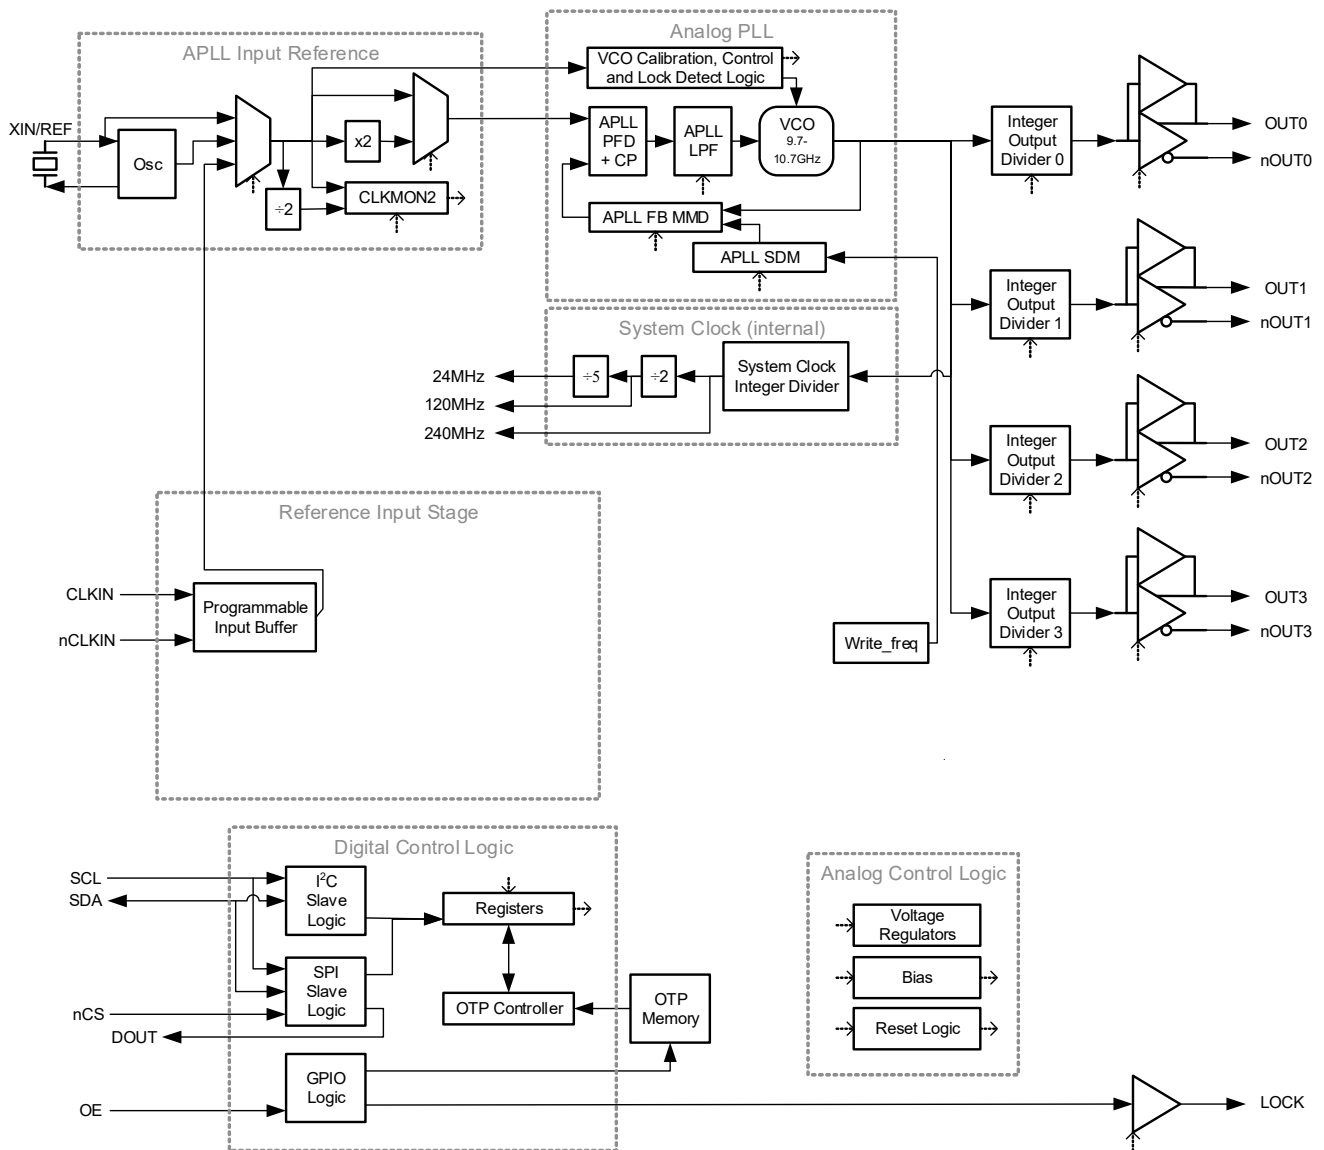 APLL Input Reference
XIN/REF
Osc
x2
÷2
CLKMON2
Analog PLL
VCO Calibration, Control
and Lock Detect Logic
APLL
PFD
+ CP
APLL
LPF
VCO
9.7-
10.7GHz
APLL FB MMD
APLL SDM
Integer
Output
Divider 0
OUT0
nOUT0
Integer
Output
Divider 1
OUT1
nOUT1
System Clock (internal)
24MHz
120MHz
240MHz
÷5
÷2
System Clock
Integer Divider
Integer
Output
Divider 2
OUT2
nOUT2
Integer
Output
Divider 3
OUT3
nOUT3
Reference Input Stage
CLKIN
nCLKIN
Programmable
Input Buffer
Write_freq
Digital Control Logic
SCL
SDA
I²C
Slave
Logic
Registers
SPI
Slave
Logic
nCS
DOUT
OTP Controller
OTP
Memory
GPIO
Logic
OE
Analog Control Logic
Voltage
Regulators
Bias
Reset Logic
LOCK